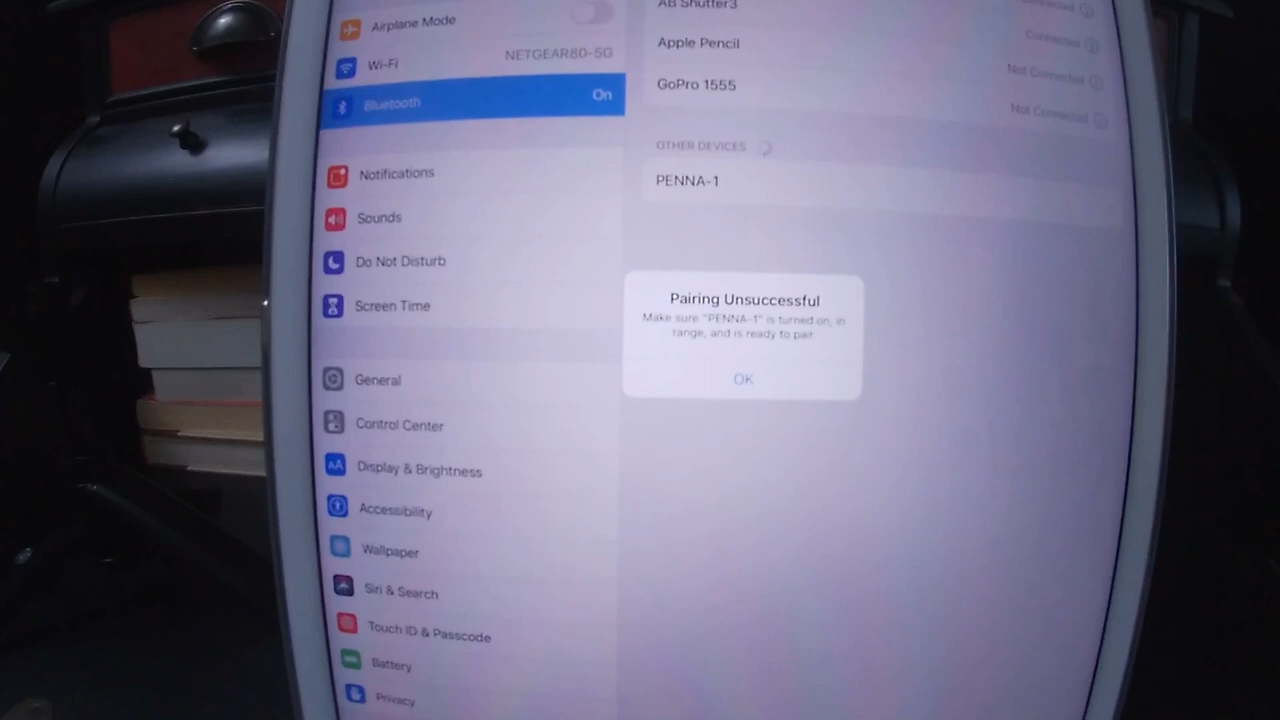 Airplane Mode
Wi-Fi
NETGEAR80-5G
Bluetooth
On
Notifications
Sounds
Do Not Disturb
Screen Time
General
Control Center
AA
Display & Brightness
Accessibility
Wallpaper
Siri & Search
Touch ID & Passcode
Battery
Privacy
AB Shutter3
Connected
Apple Pencil
Not Connected
GoPro 1555
Not Connected
OTHER DEVICES
PENNA-1
Pairing Unsuccessful
Make sure "PENNA-1" is turned on, in
range, and is ready to pair
OK